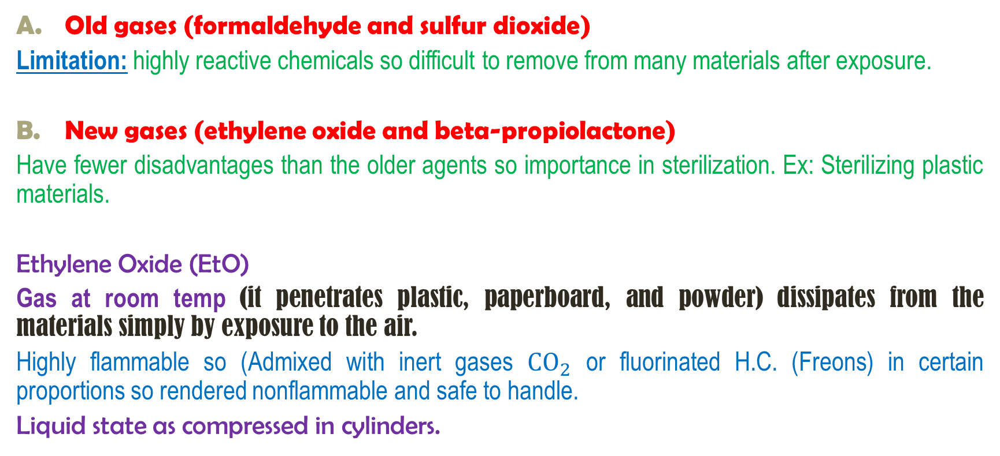 A. Old gases (formaldehyde and sulfur dioxide)
Limitation: highly reactive chemicals so difficult to remove from many materials after exposure.
B. New gases (ethylene oxide and beta-propiolactone)
Have fewer disadvantages than the older agents so importance in sterilization. Ex: Sterilizing plastic
materials.
Ethylene Oxide (EtO)
Gas at room temp (it penetrates plastic, paperboard, and powder) dissipates from the
materials simply by exposure to the air.
Highly flammable so (Admixed with inert gases CO₂ or fluorinated H.C. (Freons) in certain
proportions so rendered nonflammable and safe to handle.
Liquid state as compressed in cylinders.